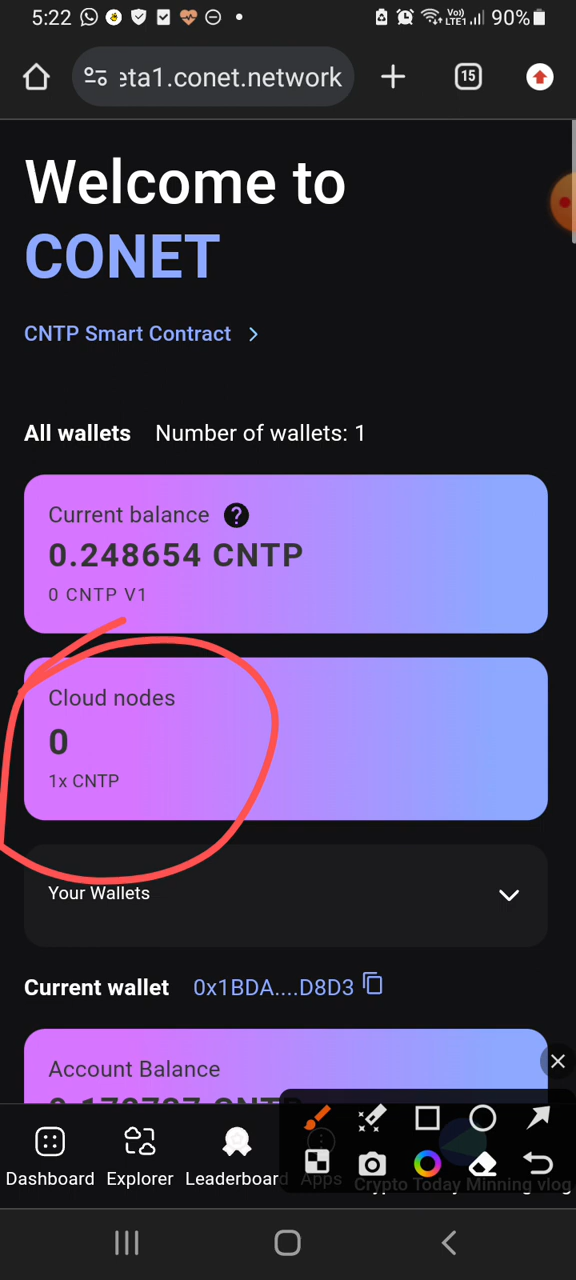 5:22
Vo))
LTE1
90%
eta1.conet.network
15
Welcome to
CONET
CNTP Smart Contract
All wallets Number of wallets: 1
Current balance ?
0.248654 CNTP
0 CNTP V1
Cloud nodes
0
1x CNTP
Your Wallets
Current wallet 0x1BDA....D8D3
Account Balance
Dashboard Explorer Leaderboard Apps
Crypto Today Minning vlog